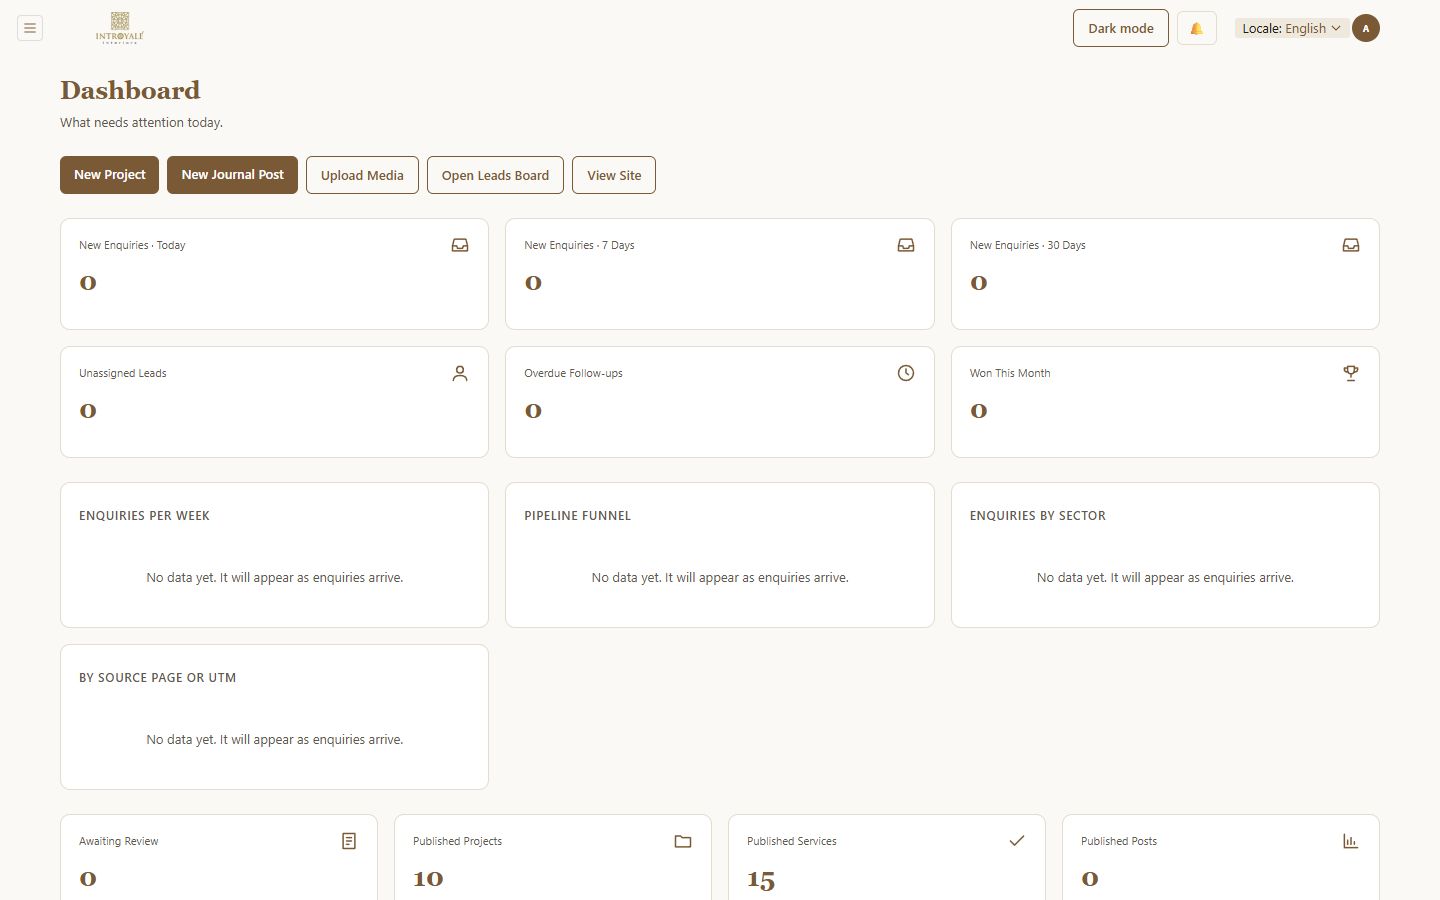 INTROYALÉ
interiors
Dark mode
Locale: English
A
Dashboard
What needs attention today.
New Project
New Journal Post
Upload Media
Open Leads Board
View Site
New Enquiries · Today
New Enquiries · 7 Days
New Enquiries · 30 Days
0
0
0
Unassigned Leads
Overdue Follow-ups
Won This Month
0
0
0
ENQUIRIES PER WEEK
PIPELINE FUNNEL
ENQUIRIES BY SECTOR
No data yet. It will appear as enquiries arrive.
No data yet. It will appear as enquiries arrive.
No data yet. It will appear as enquiries arrive.
BY SOURCE PAGE OR UTM
No data yet. It will appear as enquiries arrive.
Awaiting Review
Published Projects
Published Services
Published Posts
0
10
15
0